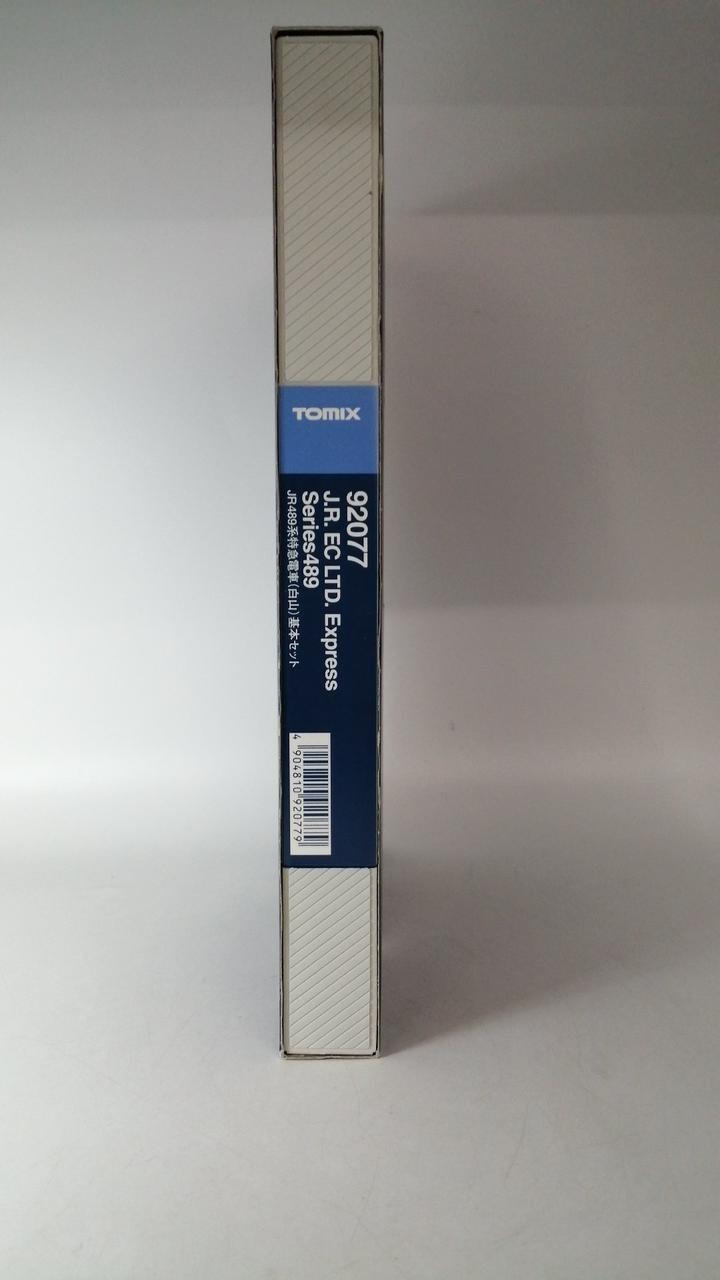 TOMIX
92077
J.R. EC LTD. Express
Series489
JR489系特急電車(白山)基本セット
4 904810 920779